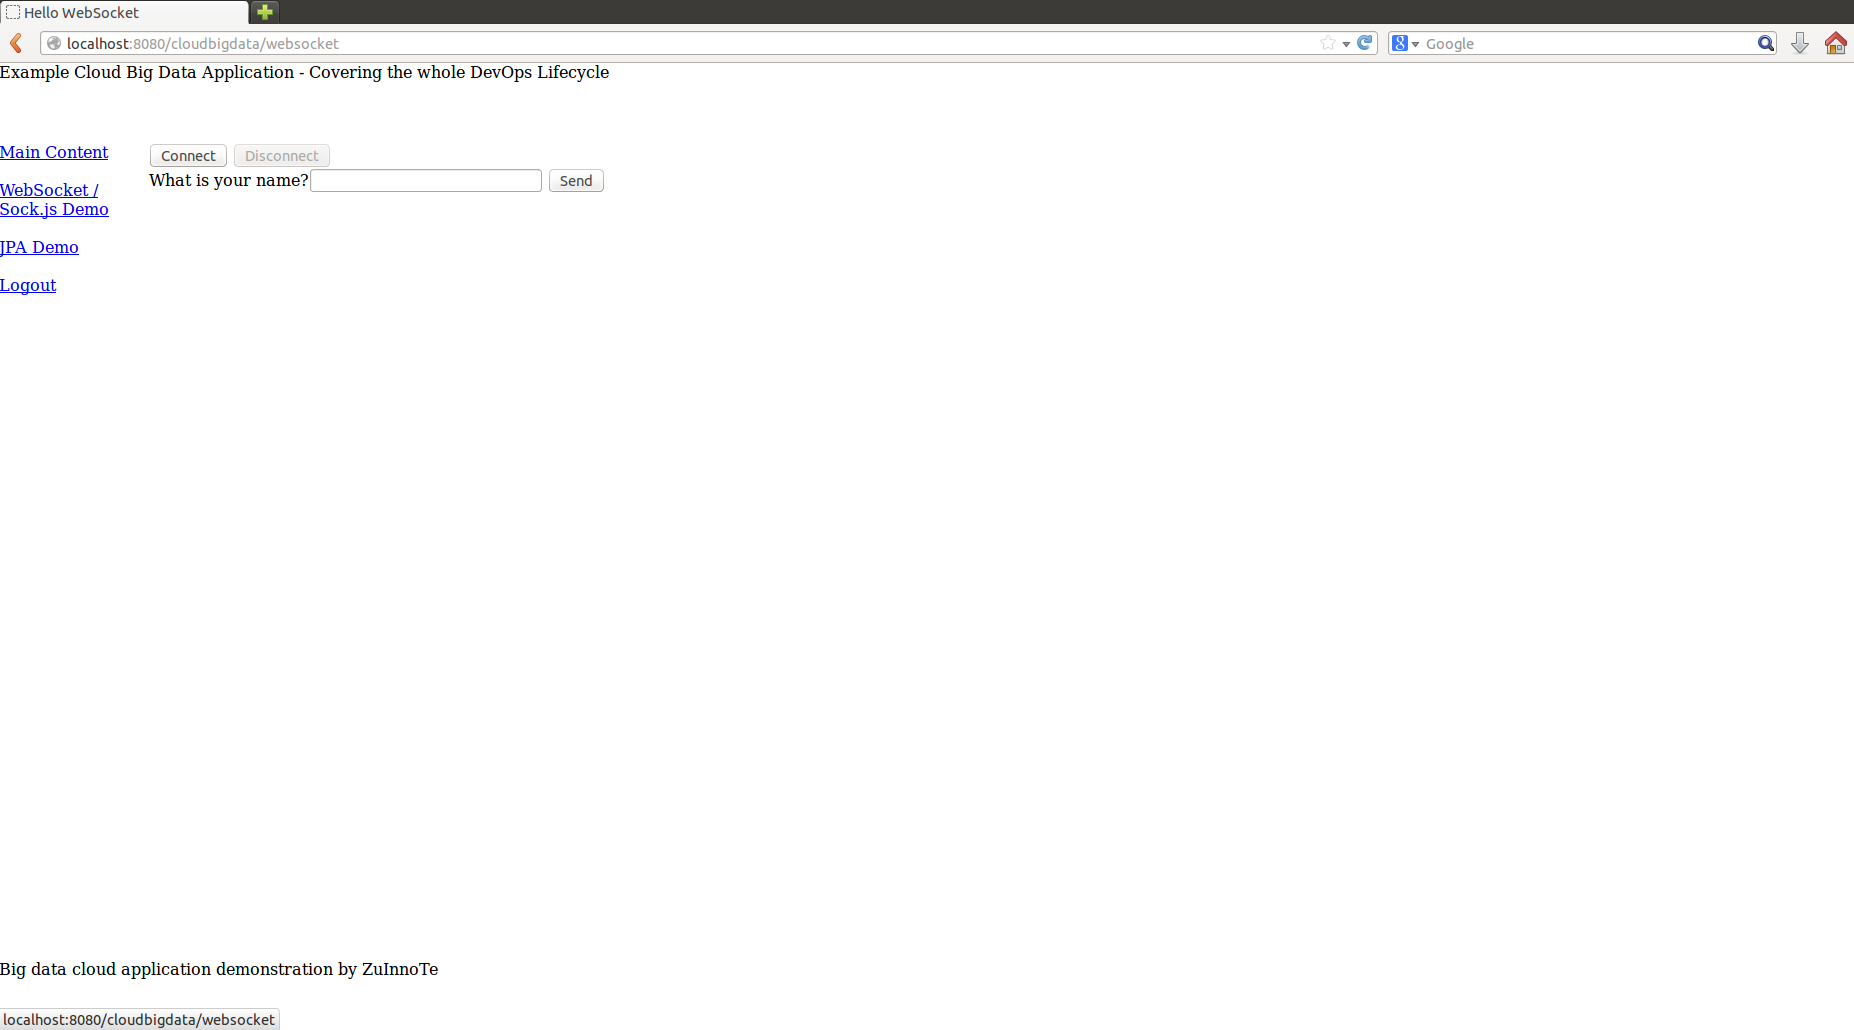 Hello WebSocket
localhost:8080/cloudbigdata/websocket
Google
Example Cloud Big Data Application - Covering the whole DevOps Lifecycle
Main Content
WebSocket /
Sock.js Demo
JPA Demo
Logout
Connect Disconnect
What is your name? Send
Big data cloud application demonstration by ZuInnoTe
localhost:8080/cloudbigdata/websocket